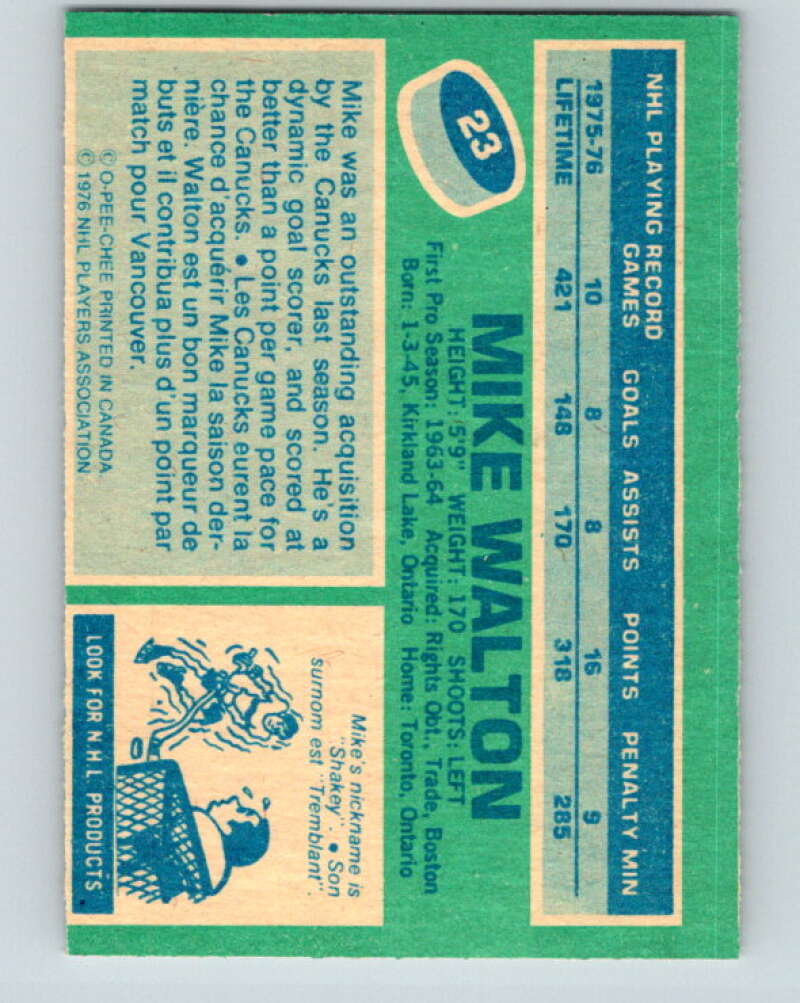 NHL PLAYING RECORD
GAMES GOALS ASSISTS POINTS PENALTY MIN
1975-76 10 8 8 16 9
LIFETIME 421 148 170 318 285
23
MIKE WALTON
HEIGHT: 5'9" WEIGHT: 170 SHOOTS: LEFT
First Pro Season: 1963-64 Acquired: Rights Obt., Trade, Boston
Born: 1-3-45, Kirkland Lake, Ontario Home: Toronto, Ontario
Mike was an outstanding acquisition
by the Canucks last season. He's a
dynamic goal scorer, and scored at
better than a point per game pace for
the Canucks. • Les Canucks eurent la
chance d'acquérir Mike la saison der-
nière. Walton est un bon marqueur de
buts et il contribua plus d'un point par
match pour Vancouver.
© O-PEE-CHEE PRINTED IN CANADA
© 1976 NHL PLAYERS ASSOCIATION
Mike's nickname is
"Shakey". • Son
surnom est "Tremblant".
LOOK FOR N.H.L PRODUCTS